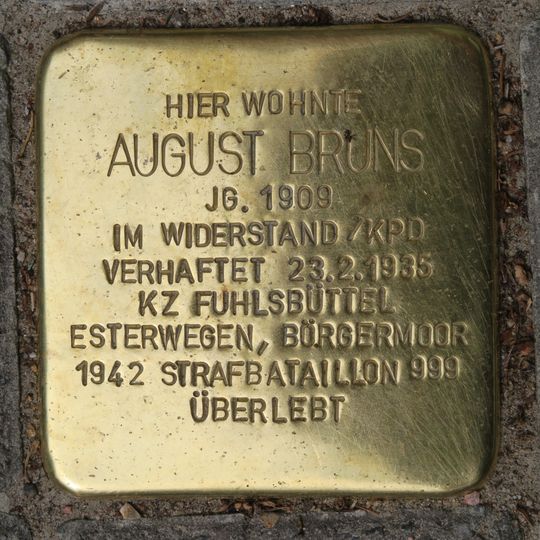 HIER WOHNTE
AUGUST BRUNS
JG. 1909
IM WIDERSTAND/KPD
VERHAFTET 23.2.1935
KZ FUHLSBÜTTEL
ESTERWEGEN, BÖRGERMOOR
1942 STRAFBATAILLON 999
ÜBERLEBT